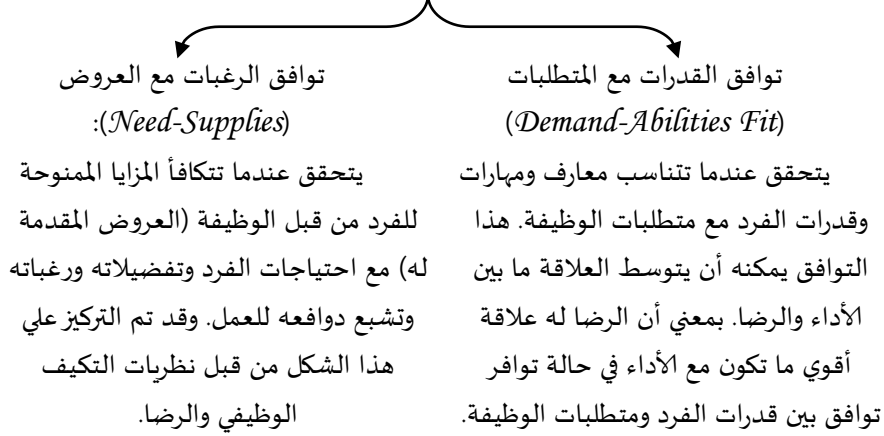 توافق القدرات مع المتطلبات
(Demand-Abilities Fit)
يتحقق عندما تتناسب معارف ومهارات
وقدرات الفرد مع متطلبات الوظيفة. هذا
التوافق يمكنه أن يتوسط العلاقة ما بين
الأداء والرضا. بمعني أن الرضا له علاقة
أقوي ما تكون مع الأداء في حالة توافر
توافق بين قدرات الفرد ومتطلبات الوظيفة.
توافق الرغبات مع العروض
(Need-Supplies):
يتحقق عندما تتكافأ المزايا الممنوحة
للفرد من قبل الوظيفة (العروض المقدمة
له) مع احتياجات الفرد وتفضيلاته ورغباته
وتشبع دوافعه للعمل. وقد تم التركيز علي
هذا الشكل من قبل نظريات التكيف
الوظيفي والرضا.